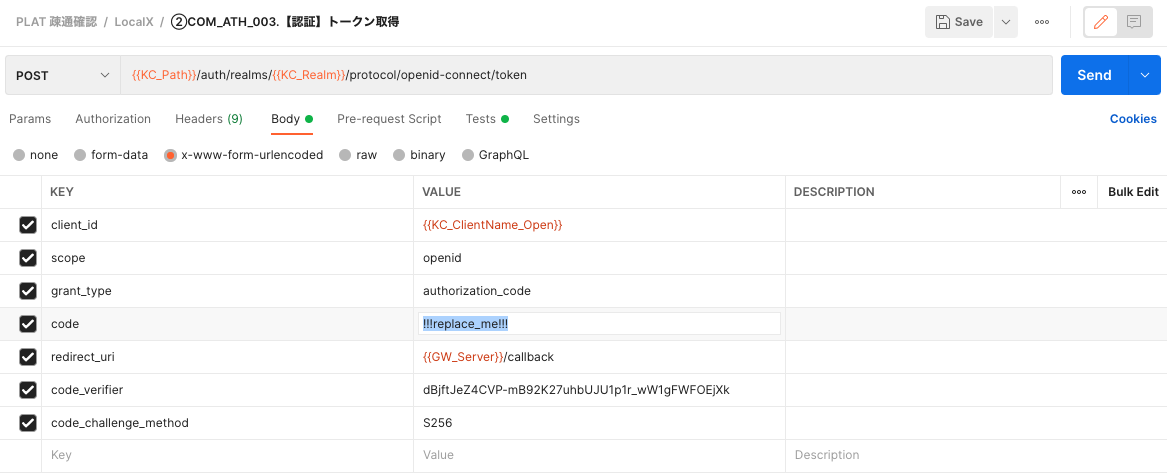 PLAT 疎通確認 / LocalX / ②COM_ATH_003.【認証】トークン取得 Save
POST {{KC_Path}}/auth/realms/{{KC_Realm}}/protocol/openid-connect/token Send
Params Authorization Headers (9) Body Pre-request Script Tests Settings Cookies
none form-data x-www-form-urlencoded raw binary GraphQL
KEY VALUE DESCRIPTION Bulk Edit
client_id {{KC_ClientName_Open}}
scope openid
grant_type authorization_code
code !!!replace_me!!!
redirect_uri {{GW_Server}}/callback
code_verifier dBjftJeZ4CVP-mB92K27uhbUJU1p1r_wW1gFWFOEjXk
code_challenge_method S256
Key Value Description